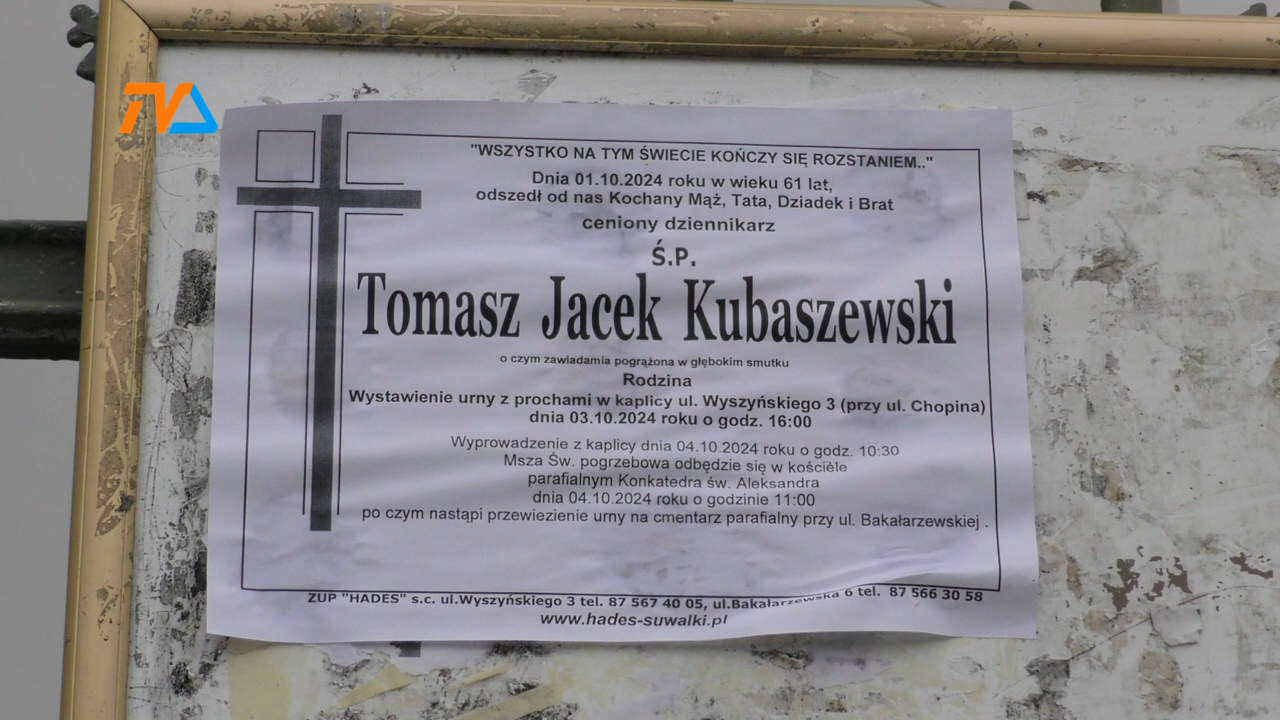 TVA
"WSZYSTKO NA TYM ŚWIECIE KOŃCZY SIĘ ROZSTANIEM.."
Dnia 01.10.2024 roku w wieku 61 lat,
odszedł od nas Kochany Mąż, Tata, Dziadek i Brat
ceniony dziennikarz
Ś.P.
Tomasz Jacek Kubaszewski
o czym zawiadamia pogrążona w głębokim smutku
Rodzina
Wystawienie urny z prochami w kaplicy ul. Wyszyńskiego 3 (przy ul. Chopina)
dnia 03.10.2024 roku o godz. 16:00
Wyprowadzenie z kaplicy dnia 04.10.2024 roku o godz. 10:30
Msza Św. pogrzebowa odbędzie się w kościele
parafialnym Konkatedra św. Aleksandra
dnia 04.10.2024 roku o godzinie 11:00
po czym nastąpi przewiezienie urny na cmentarz parafialny przy ul. Bakałarzewskiej .
ZUP "HADES" s.c. ul.Wyszyńskiego 3 tel. 87 567 40 05, ul.Bakałarzewska 6 tel. 87 566 30 58
www.hades-suwalki.pl